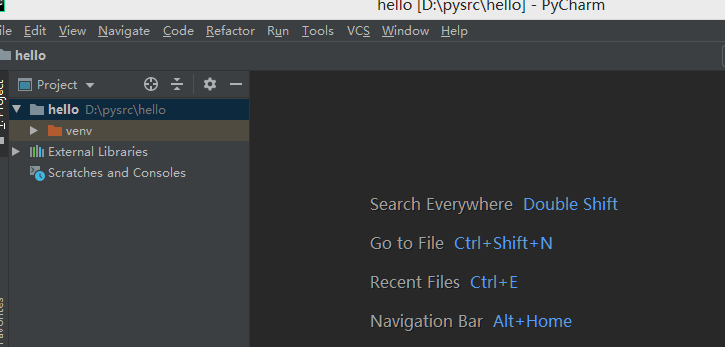 hello [D:\pysrc\hello] - PyCharm
Edit View Navigate Code Refactor Run Tools VCS Window Help
hello
Project
hello D:\pysrc\hello
venv
External Libraries
Scratches and Consoles
Search Everywhere Double Shift
Go to File Ctrl+Shift+N
Recent Files Ctrl+E
Navigation Bar Alt+Home